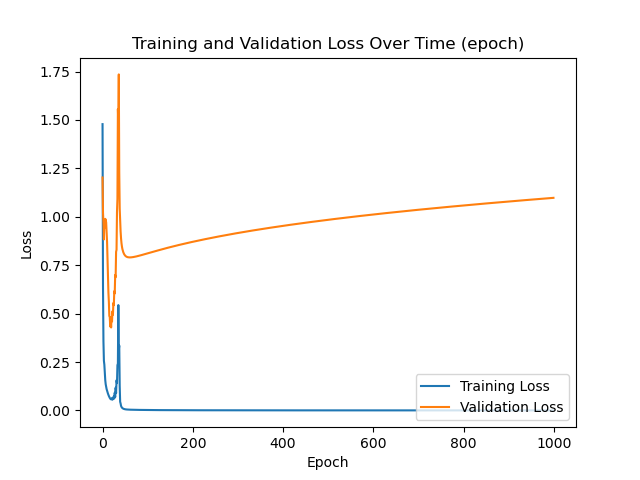 Training and Validation Loss Over Time (epoch)
1.75
1.50
1.25
1.00
0.75
0.50
0.25
0.00
Loss
Training Loss
Validation Loss
0 200 400 600 800 1000
Epoch